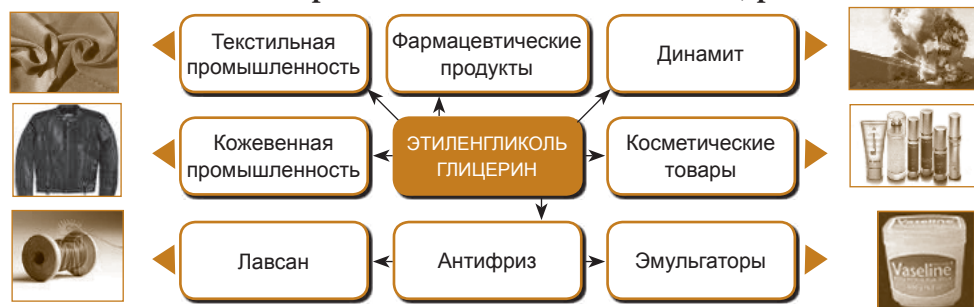 Текстильная
промышленность
Фармацевтические
продукты
Динамит
Кожевенная
промышленность
ЭТИЛЕНГЛИКОЛЬ
ГЛИЦЕРИН
Косметические
товары
Лавсан
Антифриз
Эмульгаторы
Vaseline